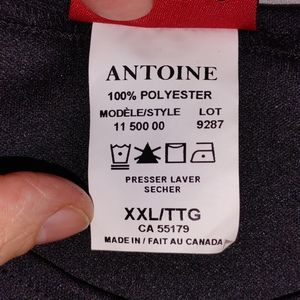 ANTOINE
100% POLYESTER
MODÈLE/STYLE LOT
11 500 00 9287
PRESSER LAVER
SECHER
XXL/TTG
CA 55179
MADE IN / FAIT AU CANADA